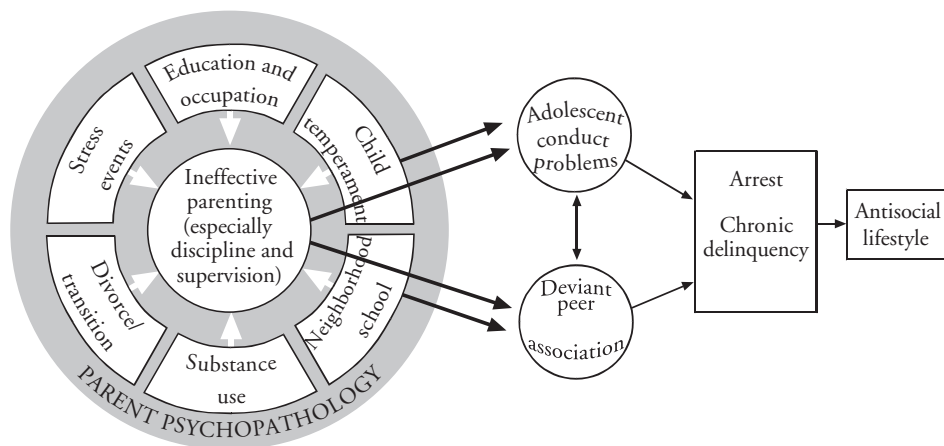 Education and
occupation
Stress
events
Child
temperament
Ineffective
parenting
(especially
discipline and
supervision)
Divorce/
transition
Neighborhood
school
Substance
use
PARENT PSYCHOPATHOLOGY
Adolescent
conduct
problems
Deviant
peer
association
Arrest
Chronic
delinquency
Antisocial
lifestyle